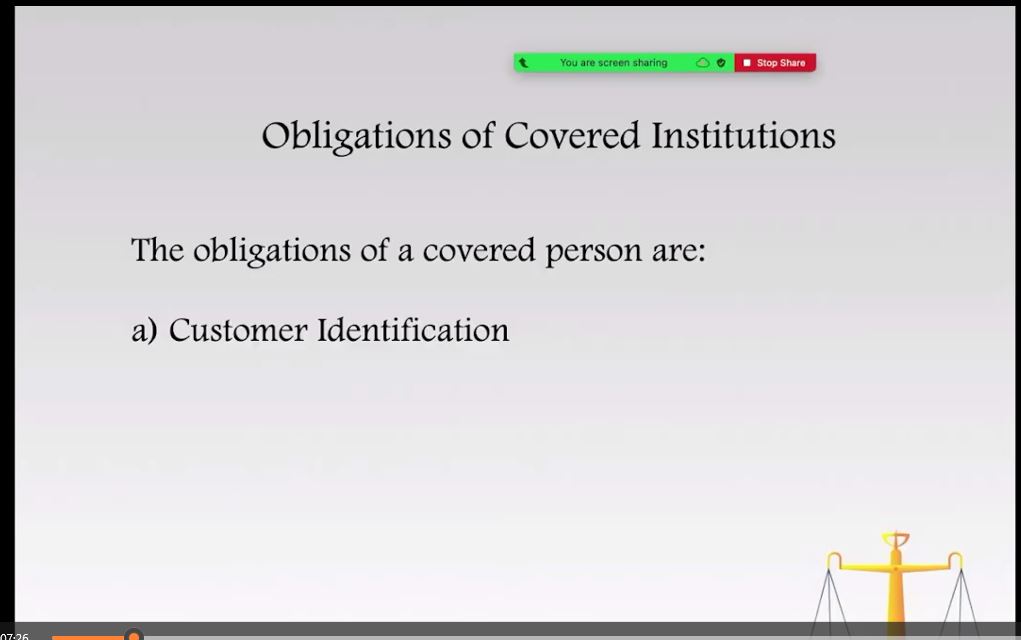 You are screen sharing
Stop Share
Obligations of Covered Institutions
The obligations of a covered person are:
a) Customer Identification
07:26